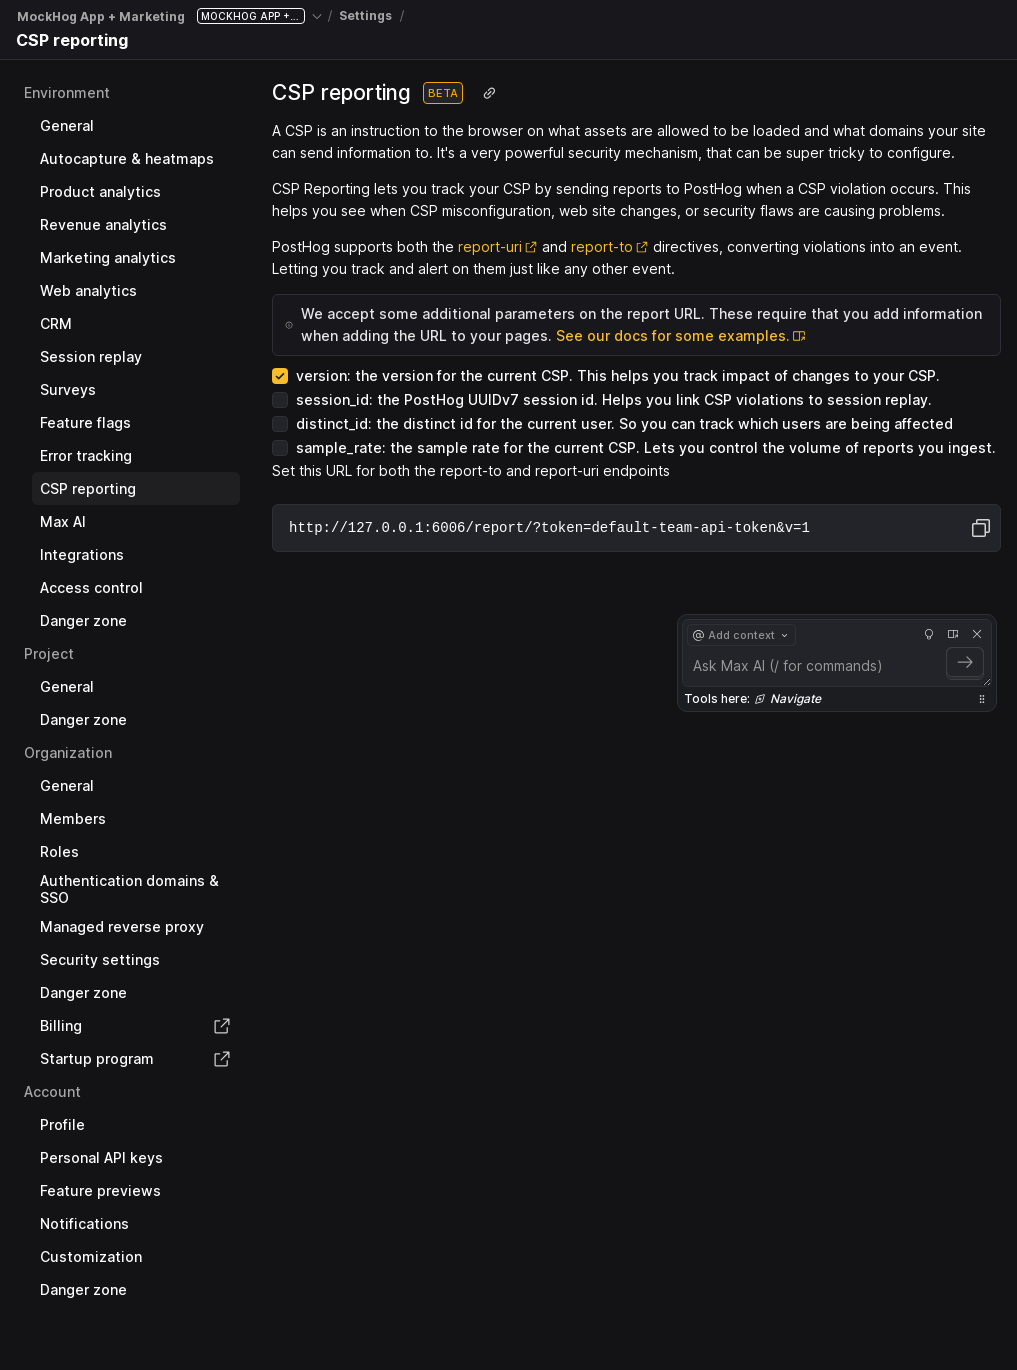 MockHog App + Marketing MOCKHOG APP +... / Settings /
CSP reporting
Environment
General
Autocapture & heatmaps
Product analytics
Revenue analytics
Marketing analytics
Web analytics
CRM
Session replay
Surveys
Feature flags
Error tracking
CSP reporting
Max AI
Integrations
Access control
Danger zone
Project
General
Danger zone
Organization
General
Members
Roles
Authentication domains &
SSO
Managed reverse proxy
Security settings
Danger zone
Billing
Startup program
Account
Profile
Personal API keys
Feature previews
Notifications
Customization
Danger zone
CSP reporting BETA
A CSP is an instruction to the browser on what assets are allowed to be loaded and what domains your site
can send information to. It's a very powerful security mechanism, that can be super tricky to configure.
CSP Reporting lets you track your CSP by sending reports to PostHog when a CSP violation occurs. This
helps you see when CSP misconfiguration, web site changes, or security flaws are causing problems.
PostHog supports both the report-uri and report-to directives, converting violations into an event.
Letting you track and alert on them just like any other event.
We accept some additional parameters on the report URL. These require that you add information
when adding the URL to your pages. See our docs for some examples.
version: the version for the current CSP. This helps you track impact of changes to your CSP.
session_id: the PostHog UUIDv7 session id. Helps you link CSP violations to session replay.
distinct_id: the distinct id for the current user. So you can track which users are being affected
sample_rate: the sample rate for the current CSP. Lets you control the volume of reports you ingest.
Set this URL for both the report-to and report-uri endpoints
http://127.0.0.1:6006/report/?token=default-team-api-token&v=1
@ Add context
Ask Max AI (/ for commands)
Tools here: Navigate